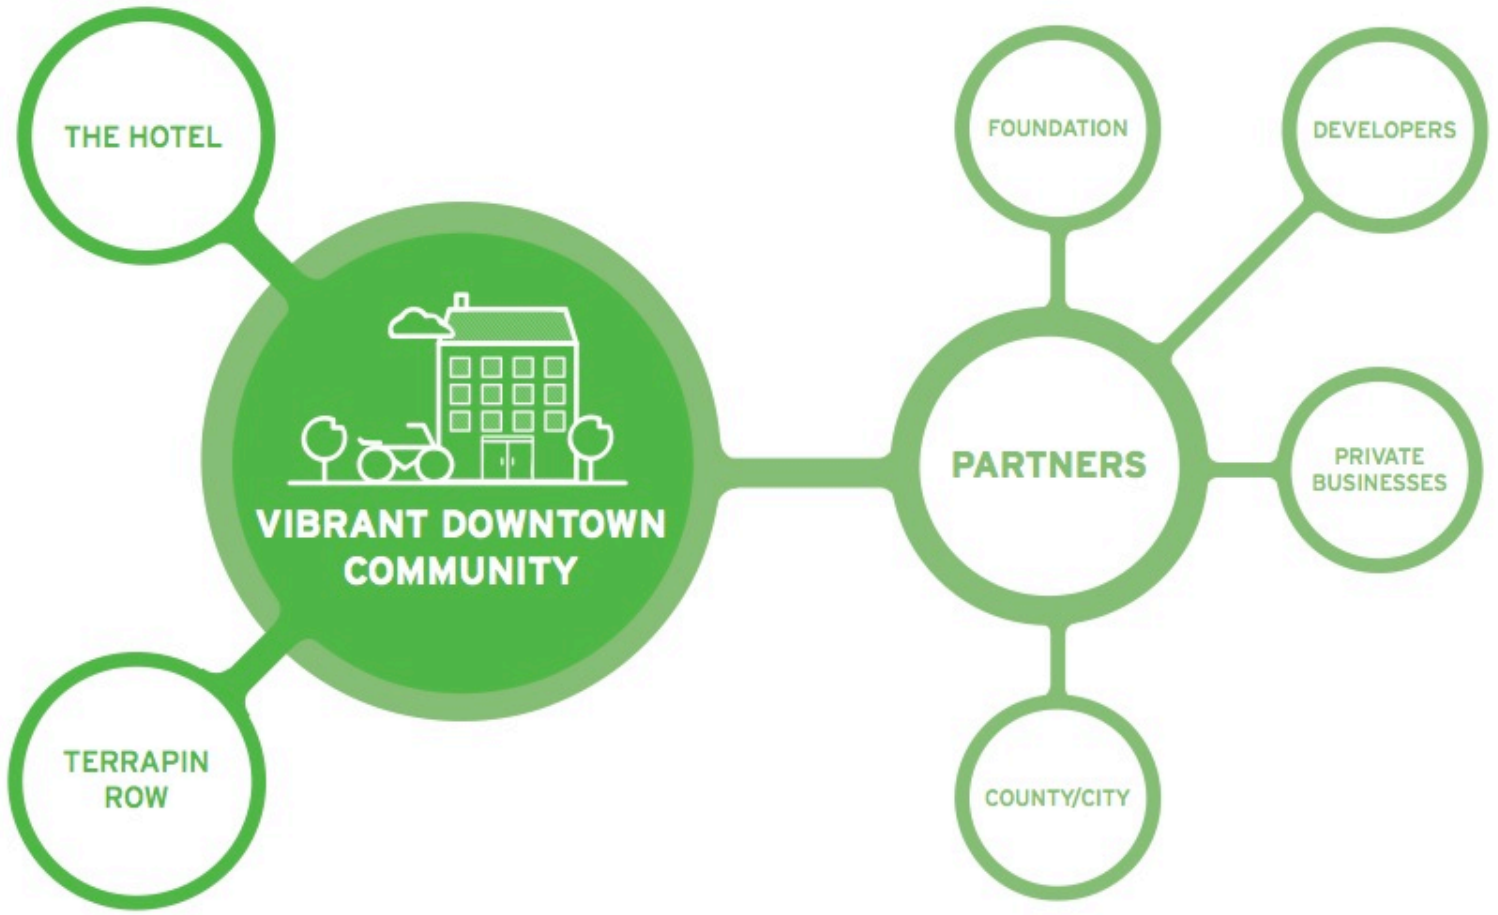 THE HOTEL
FOUNDATION
DEVELOPERS
VIBRANT DOWNTOWN
COMMUNITY
PARTNERS
PRIVATE
BUSINESSES
TERRAPIN
ROW
COUNTY/CITY